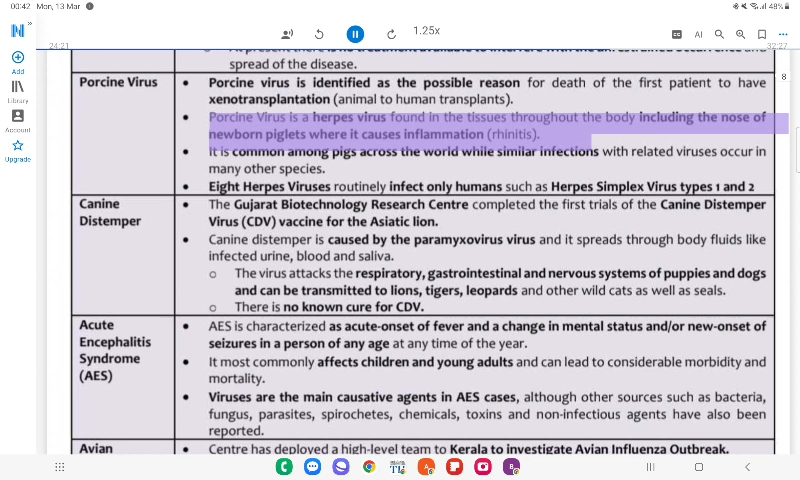 00:42 Mon, 13 Mar
48%
1.25x
AI
24:21
32:27
8
Add
Library
Account
Upgrade
spread of the disease.
Porcine Virus
• Porcine virus is identified as the possible reason for death of the first patient to have
xenotransplantation (animal to human transplants).
• Porcine Virus is a herpes virus found in the tissues throughout the body including the nose of
newborn piglets where it causes inflammation (rhinitis).
• It is common among pigs across the world while similar infections with related viruses occur in
many other species.
• Eight Herpes Viruses routinely infect only humans such as Herpes Simplex Virus types 1 and 2
Canine
Distemper
• The Gujarat Biotechnology Research Centre completed the first trials of the Canine Distemper
Virus (CDV) vaccine for the Asiatic lion.
• Canine distemper is caused by the paramyxovirus virus and it spreads through body fluids like
infected urine, blood and saliva.
o The virus attacks the respiratory, gastrointestinal and nervous systems of puppies and dogs
and can be transmitted to lions, tigers, leopards and other wild cats as well as seals.
o There is no known cure for CDV.
Acute
Encephalitis
Syndrome
(AES)
• AES is characterized as acute-onset of fever and a change in mental status and/or new-onset of
seizures in a person of any age at any time of the year.
• It most commonly affects children and young adults and can lead to considerable morbidity and
mortality.
• Viruses are the main causative agents in AES cases, although other sources such as bacteria,
fungus, parasites, spirochetes, chemicals, toxins and non-infectious agents have also been
reported.
Avian
• Centre has deployed a high-level team to Kerala to investigate Avian Influenza Outbreak.